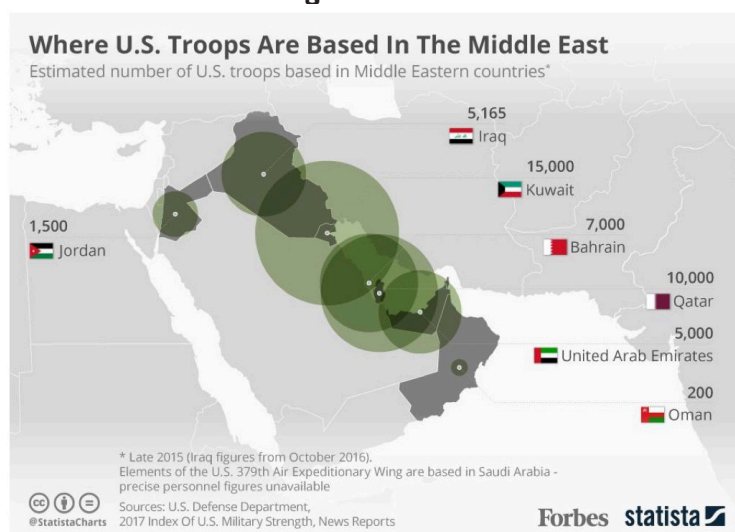 Where U.S. Troops Are Based In The Middle East
Estimated number of U.S. troops based in Middle Eastern countries*
5,165
Iraq
15,000
Kuwait
7,000
Bahrain
1,500
Jordan
10,000
Qatar
5,000
United Arab Emirates
200
Oman
* Late 2015 (Iraq figures from October 2016).
Elements of the U.S. 379th Air Expeditionary Wing are based in Saudi Arabia -
precise personnel figures unavailable
Sources: U.S. Defense Department,
2017 Index Of U.S. Military Strength, News Reports
cc
@StatistaCharts
Forbes statista